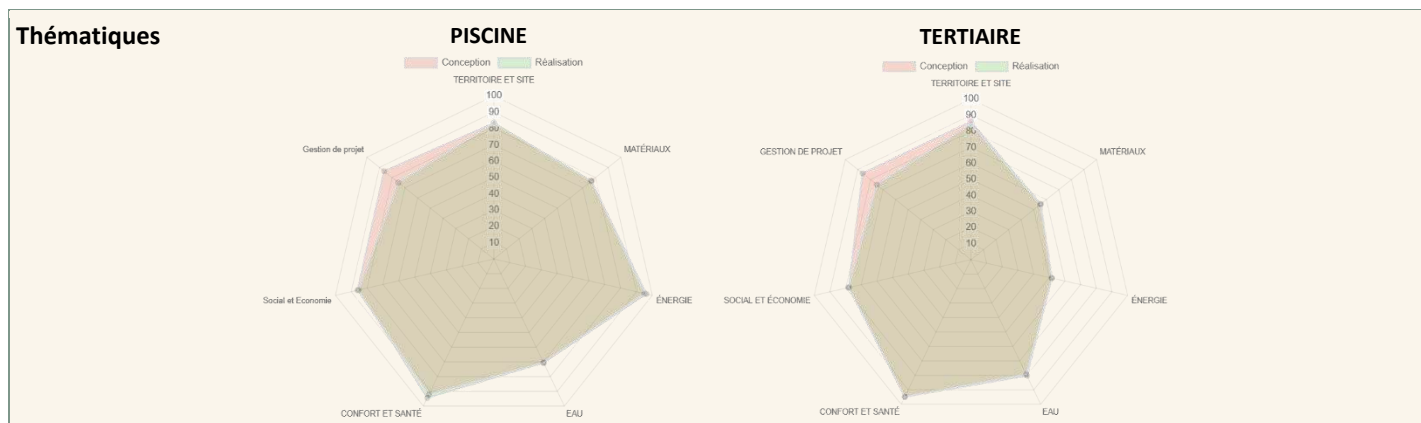 Thématiques
PISCINE
Conception Réalisation
TERRITOIRE ET SITE
100
90
80
70
60
50
40
30
20
10
Gestion de projet
MATÉRIAUX
Social et Economie
ÉNERGIE
CONFORT ET SANTÉ
EAU
TERTIAIRE
Conception Réalisation
TERRITOIRE ET SITE
100
90
80
70
60
50
40
30
20
10
GESTION DE PROJET
MATÉRIAUX
SOCIAL ET ÉCONOMIE
ÉNERGIE
CONFORT ET SANTÉ
EAU